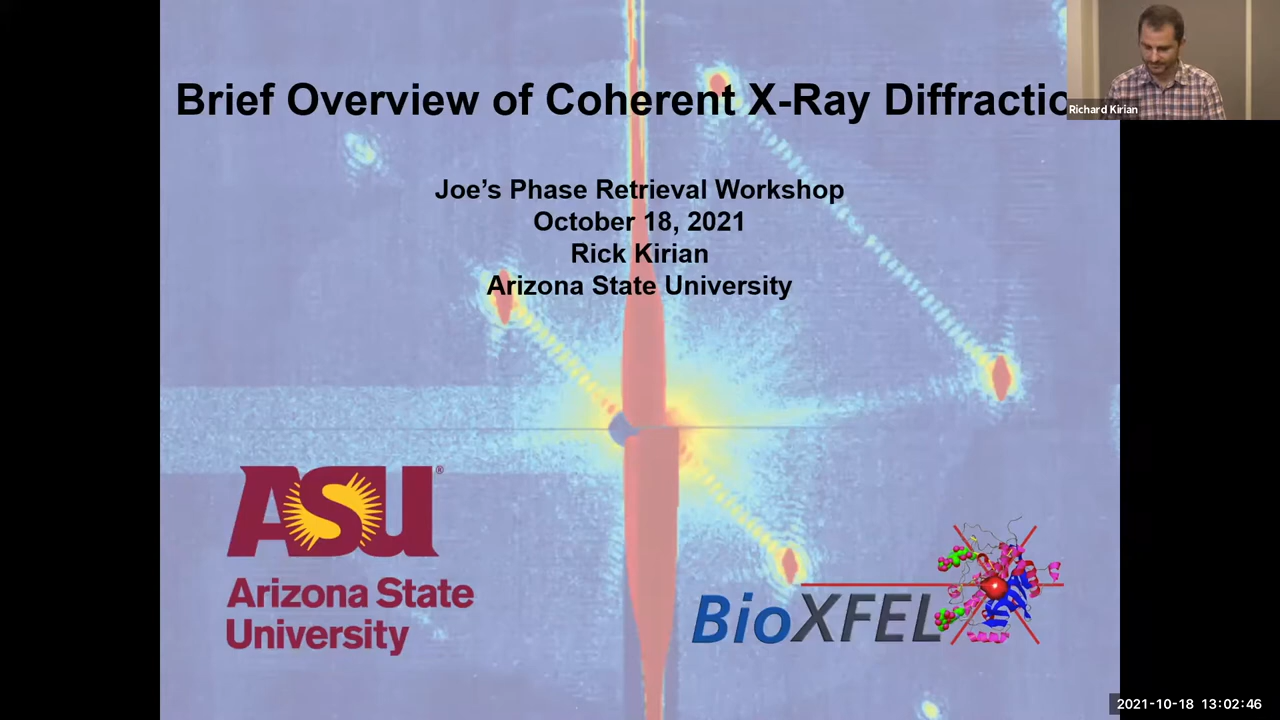 Brief Overview of Coherent X-Ray Diffractio
Richard Kirian
Joe's Phase Retrieval Workshop
October 18, 2021
Rick Kirian
Arizona State University
ASU®
Arizona State
University
BioXFEL
2021-10-18 13:02:46